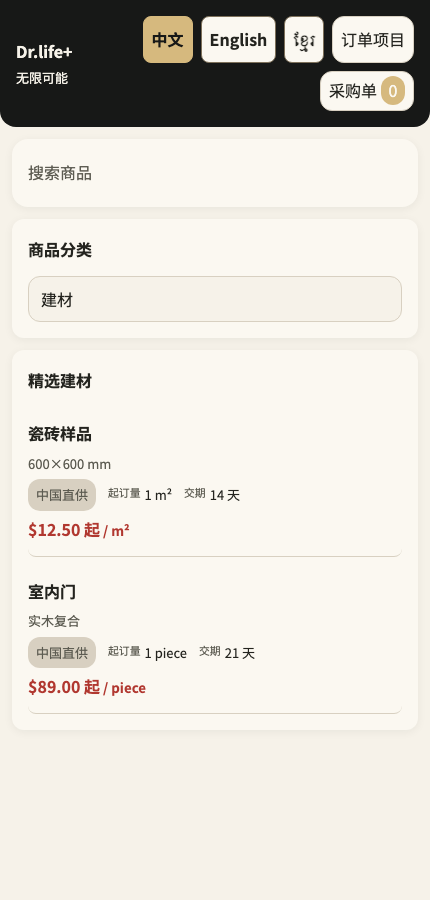 Dr.life+
无限可能
中文
English
ខ្មែរ
订单项目
采购单 0
搜索商品
商品分类
建材
精选建材
瓷砖样品
600×600 mm
中国直供 起订量 1 m² 交期 14 天
$12.50 起 / m²
室内门
实木复合
中国直供 起订量 1 piece 交期 21 天
$89.00 起 / piece